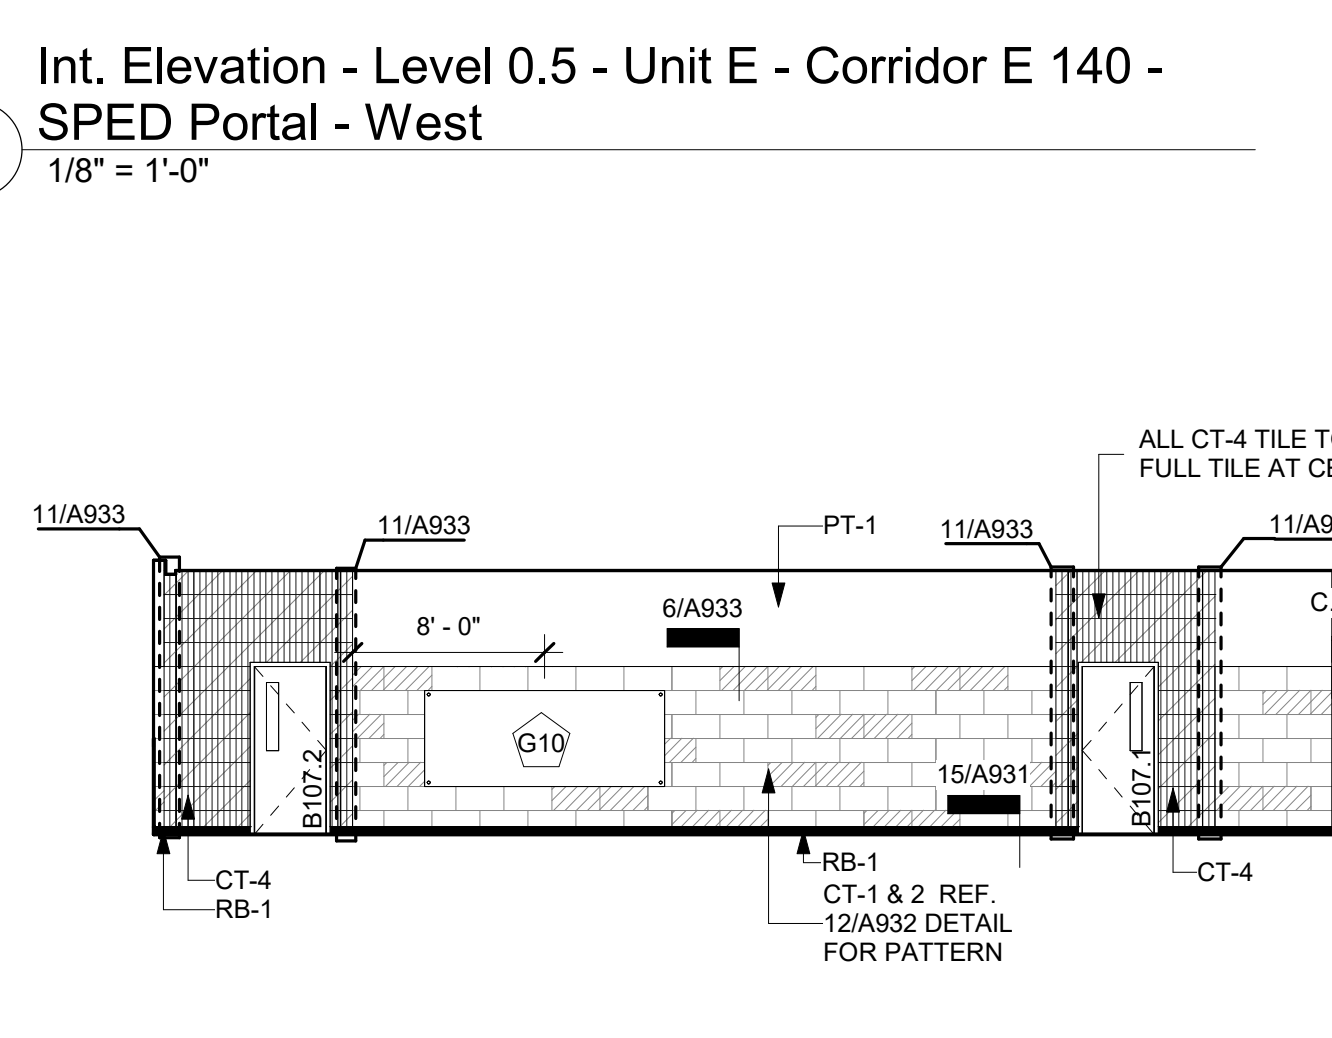 Int. Elevation - Level 0.5 - Unit E - Corridor E 140 -
SPED Portal - West
1/8" = 1'-0"
ALL CT-4 TILE
FULL TILE AT
11/A933
11/A933
PT-1
11/A933
11/A9
6/A933
8' - 0"
C.
G10
B107.2
15/A931
B107.1
RB-1
CT-4
RB-1
CT-1 & 2 REF.
12/A932 DETAIL
FOR PATTERN
CT-4